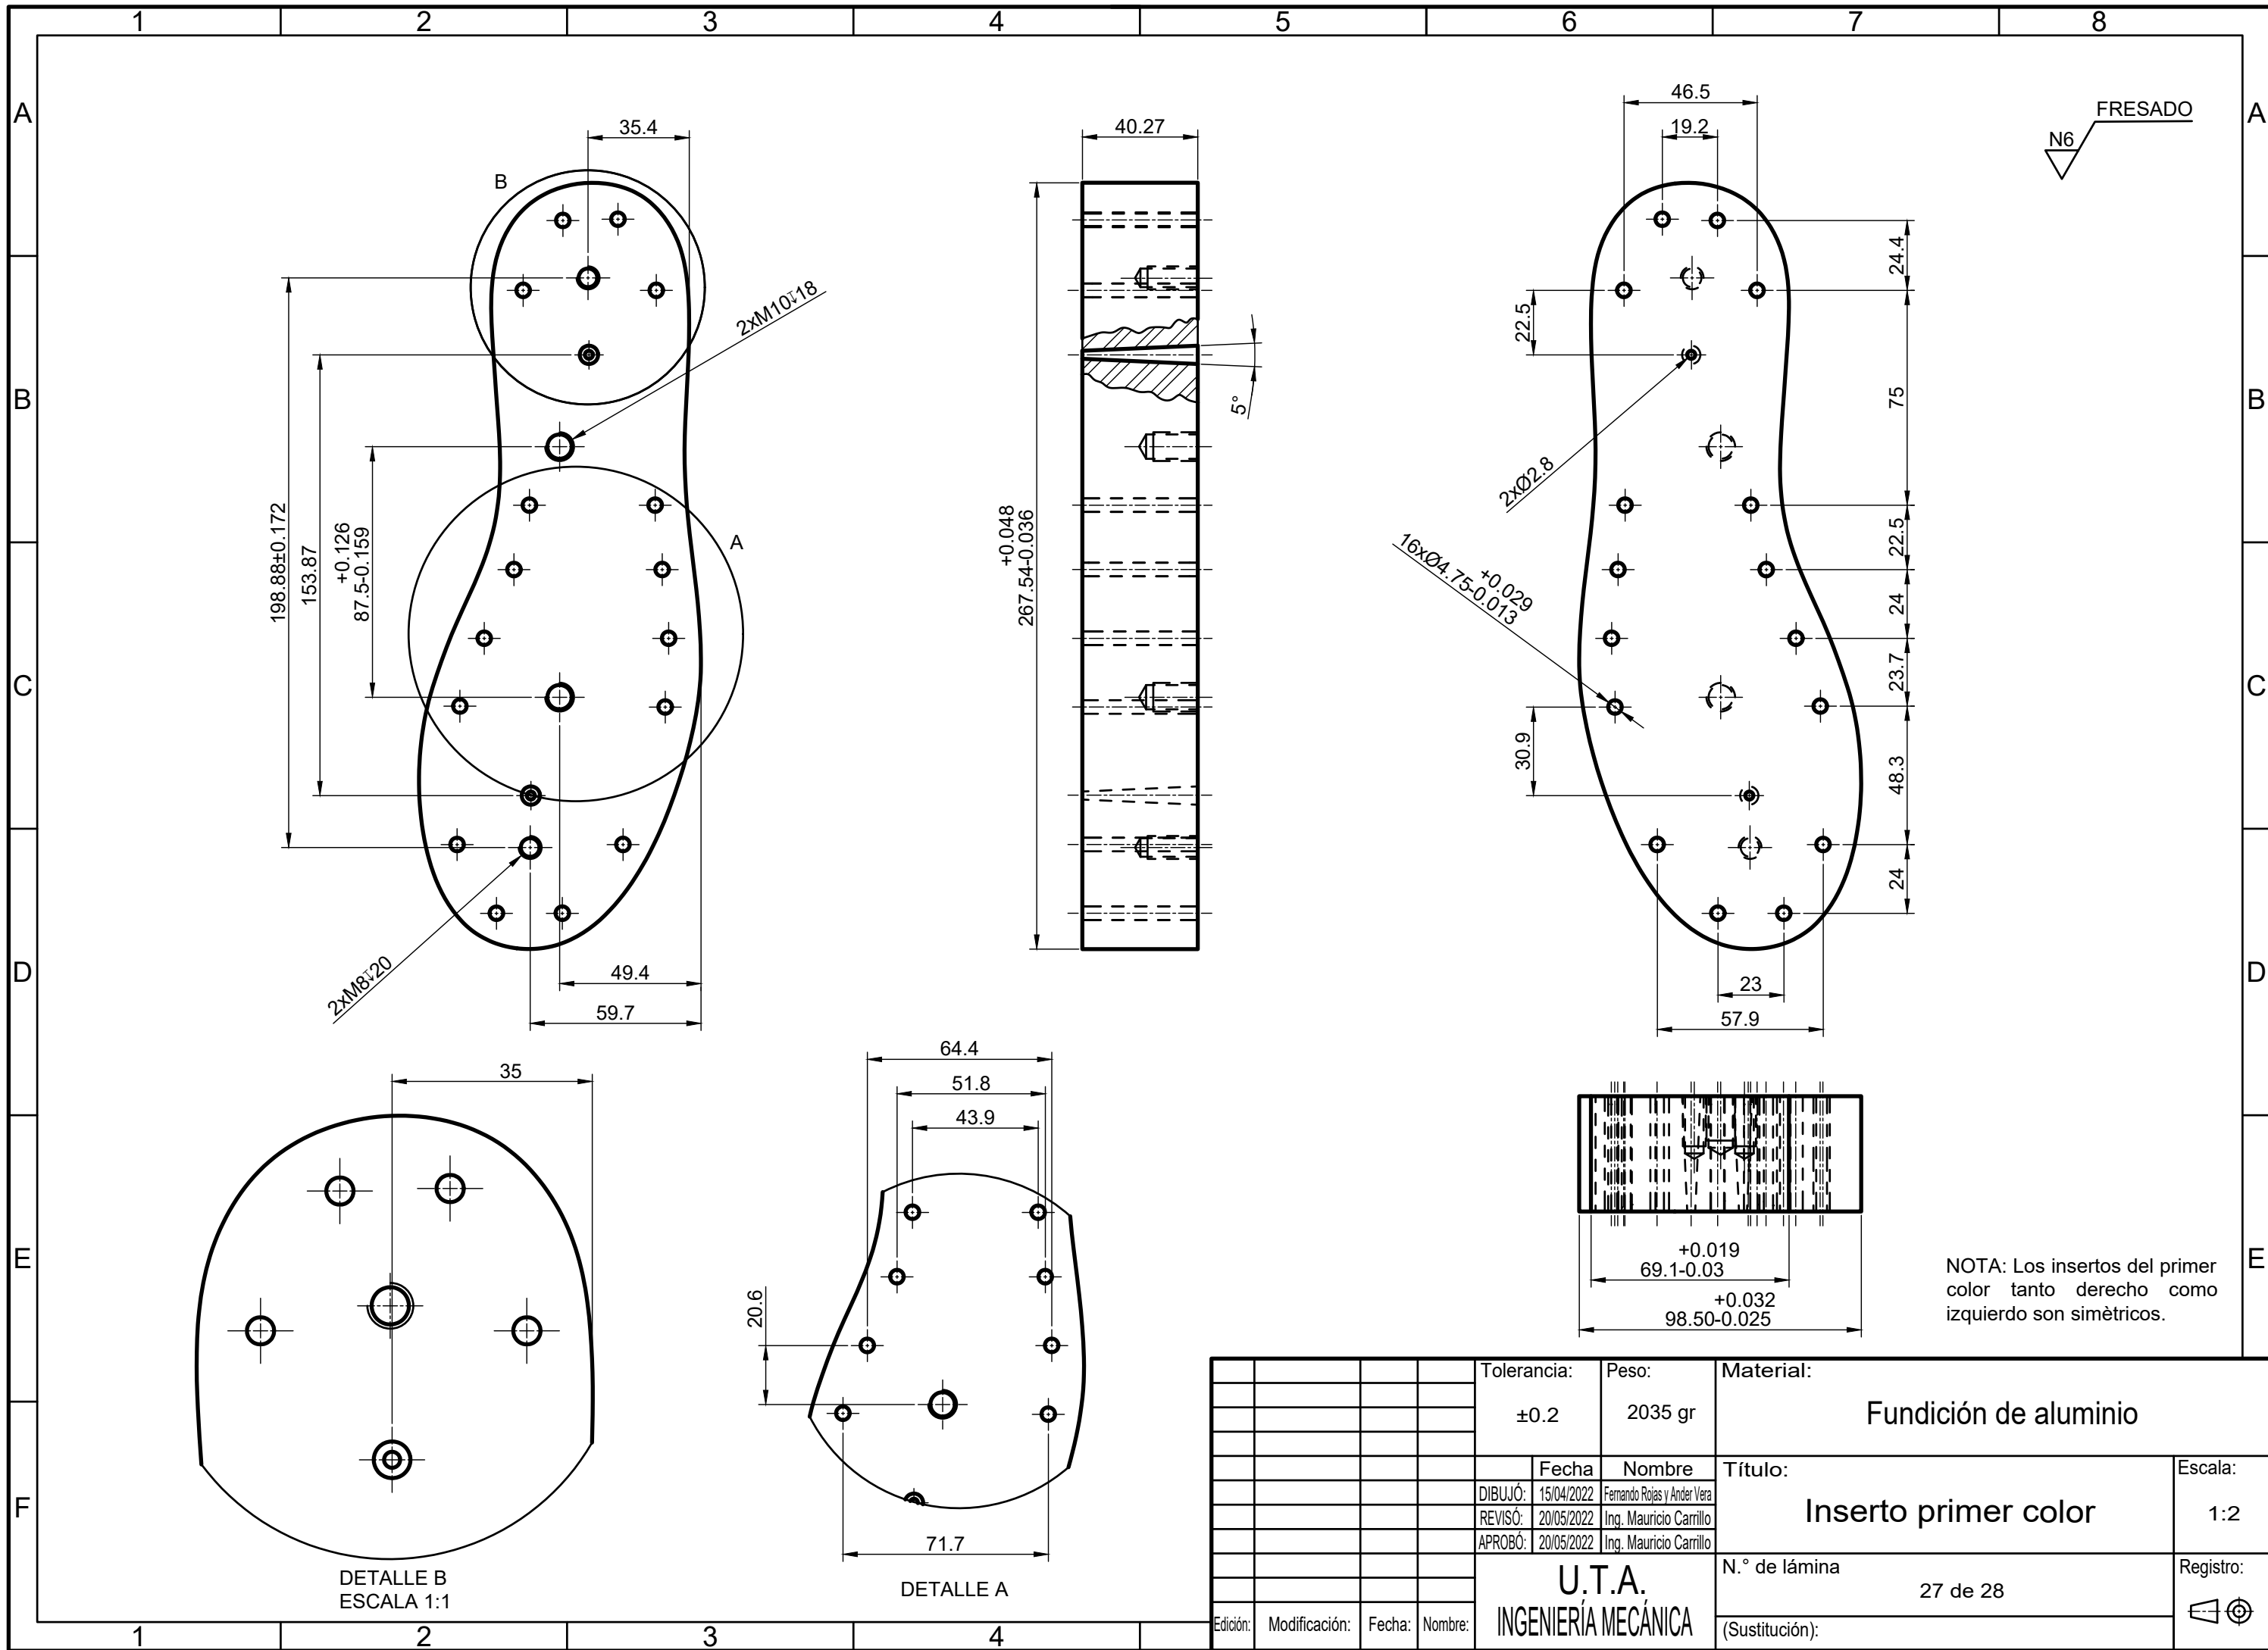 1 2 3 4 5 6 7 8
A A
B B
C C
D D
E E
F
1 2 3 4
35.4
B
2xM10↧18
198.88±0.172
153.87
+0.126
87.5-0.159
A
2xM8↧20
49.4
59.7
40.27
+0.048
267.54-0.036
5°
46.5
19.2
24.4
22.5
75
2xØ2.8
22.5
16xØ4.75-0.013
+0.029
24
23.7
30.9
48.3
24
23
57.9
FRESADO
N6
35
DETALLE B
ESCALA 1:1
64.4
51.8
43.9
20.6
71.7
DETALLE A
+0.019
69.1-0.03
+0.032
98.50-0.025
NOTA: Los insertos del primer
color tanto derecho como
izquierdo son simètricos.
Tolerancia: Peso: Material:
±0.2 2035 gr Fundición de aluminio
Fecha Nombre Título: Escala:
DIBUJÓ: 15/04/2022 Fernando Rojas y Ander Vera
REVISÓ: 20/05/2022 Ing. Mauricio Carrillo
APROBÓ: 20/05/2022 Ing. Mauricio Carrillo
Inserto primer color 1:2
U.T.A.
INGENIERÍA MECÁNICA
N.° de lámina Registro:
27 de 28
(Sustitución):
Edición: Modificación: Fecha: Nombre: